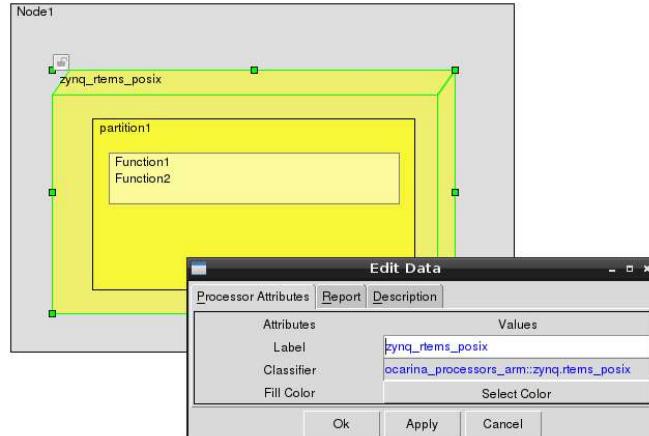 Node1
zynq_rtems_posix
partition1
Function1
Function2
Edit Data
Processor Attributes Report Description
Attributes Values
Label zynq_rtems_posix
Classifier ocarina_processors_arm::zynq.rtems_posix
Fill Color Select Color
Ok Apply Cancel